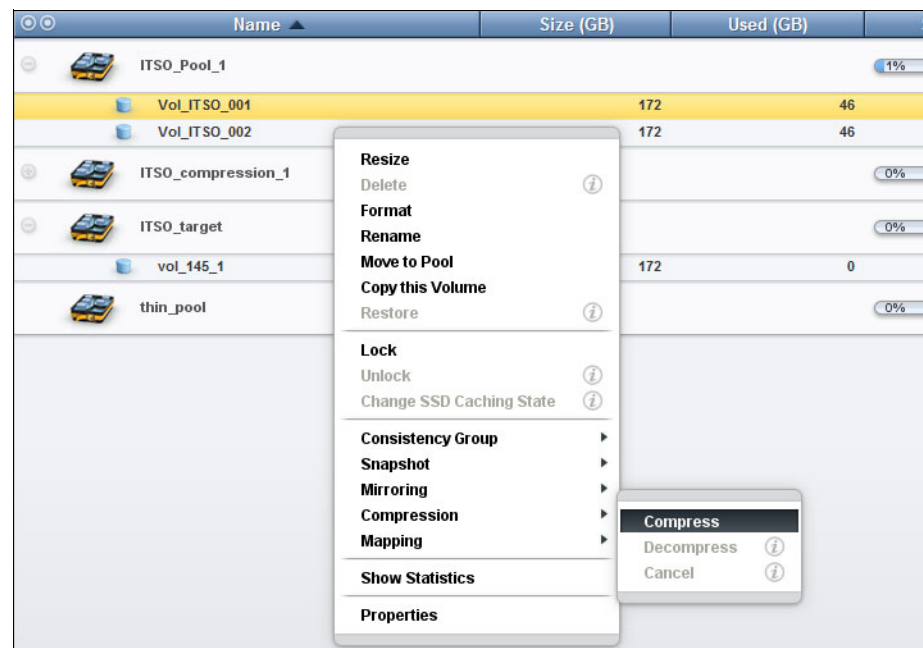 Name Size (GB) Used (GB)
ITSO_Pool_1 1%
Vol_ITSO_001 172 46
Vol_ITSO_002 172 46
ITSO_compression_1 0%
ITSO_target 0%
vol_145_1 172 0
thin_pool 0%
Resize
Delete
Format
Rename
Move to Pool
Copy this Volume
Restore
Lock
Unlock
Change SSD Caching State
Consistency Group
Snapshot
Mirroring
Compression
Mapping
Show Statistics
Properties
Compress
Decompress
Cancel